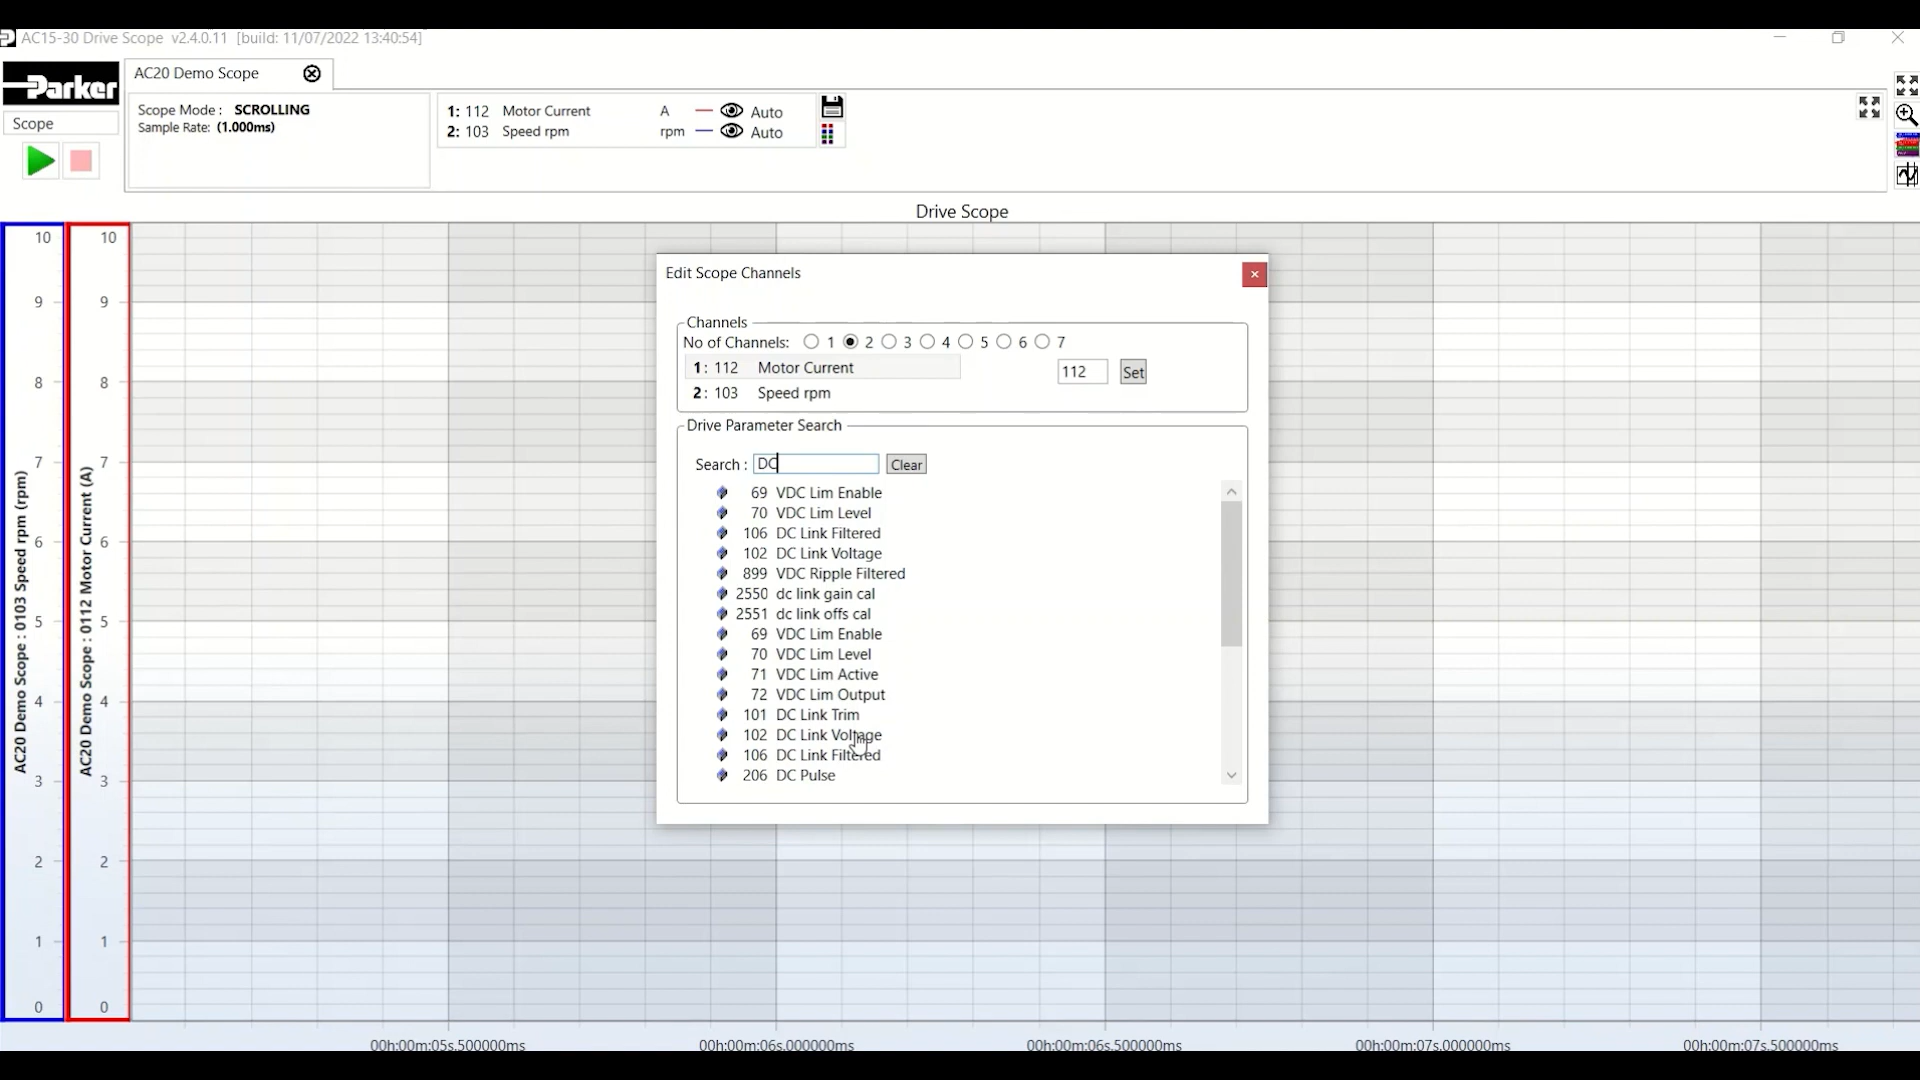 AC15-30 Drive Scope v2.4.0.11 [build: 11/07/2022 13:40:54]
Parker
AC20 Demo Scope
Scope
Scope Mode : SCROLLING
Sample Rate: (1.000ms)
1: 112 Motor Current A Auto
2: 103 Speed rpm rpm Auto
Drive Scope
10
9
8
7
6
5
4
3
2
1
0
AC20 Demo Scope : 0103 Speed rpm (rpm)
10
9
8
7
6
5
4
3
2
1
0
AC20 Demo Scope : 0112 Motor Current (A)
Edit Scope Channels
Channels
No of Channels: 1 2 3 4 5 6 7
1: 112 Motor Current
112 Set
2: 103 Speed rpm
Drive Parameter Search
Search : DC Clear
69 VDC Lim Enable
70 VDC Lim Level
106 DC Link Filtered
102 DC Link Voltage
899 VDC Ripple Filtered
2550 dc link gain cal
2551 dc link offs cal
69 VDC Lim Enable
70 VDC Lim Level
71 VDC Lim Active
72 VDC Lim Output
101 DC Link Trim
102 DC Link Voltage
106 DC Link Filtered
206 DC Pulse
00h:00m:05s.500000ms
00h:00m:06s.000000ms
00h:00m:06s.500000ms
00h:00m:07s.000000ms
00h:00m:07s.500000ms